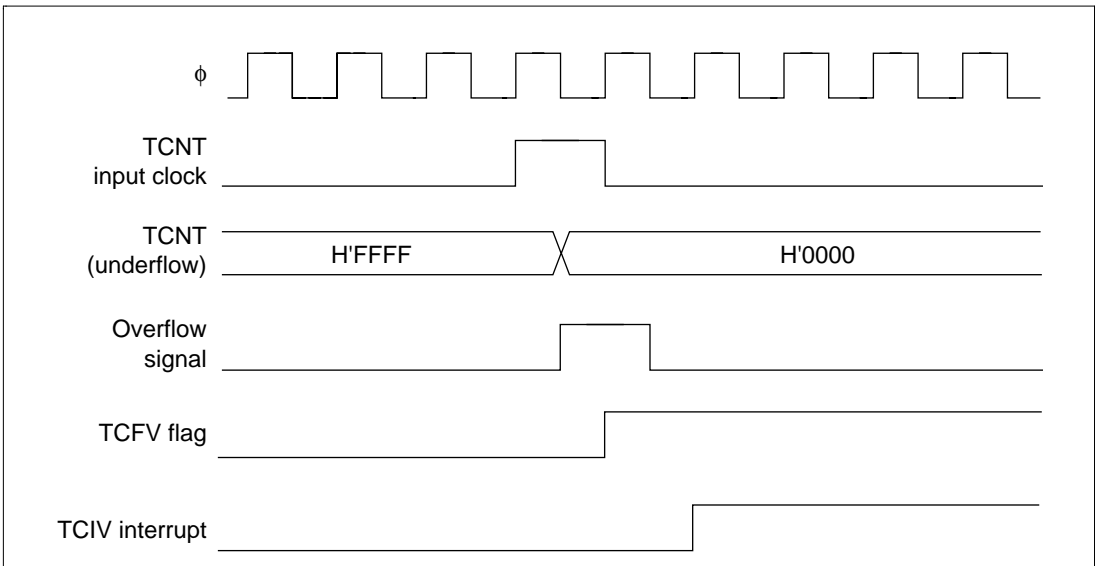 ϕ
TCNT
input clock
TCNT
(underflow)
H'FFFF
H'0000
Overflow
signal
TCFV flag
TCIV interrupt